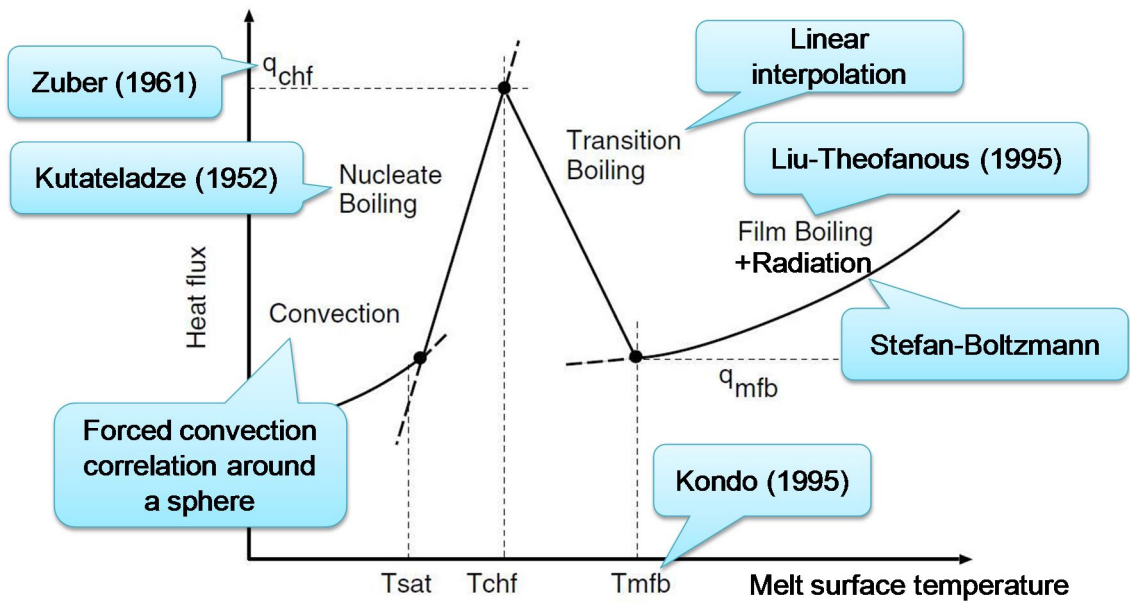 Zuber (1961)
q_chf
Linear
interpolation
Transition
Boiling
Liu-Theofanous (1995)
Kutateladze (1952)
Nucleate
Boiling
Film Boiling
+Radiation
Heat flux
Convection
Stefan-Boltzmann
q_mfb
Forced convection
correlation around
a sphere
Kondo (1995)
Tsat
Tchf
Tmfb
Melt surface temperature